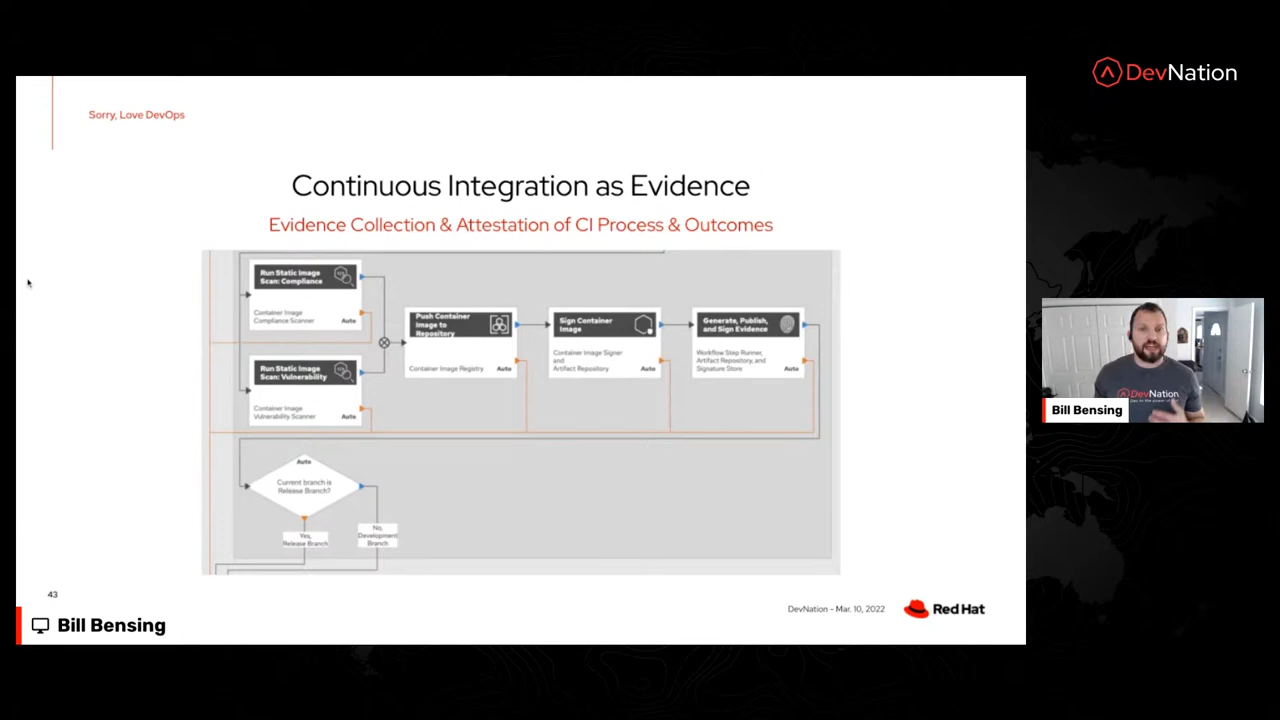 DevNation
Sorry, Love DevOps
Continuous Integration as Evidence
Evidence Collection & Attestation of CI Process & Outcomes
Run Static Image
Scan: Compliance
Container Image
Compliance Scanner
Auto
Run Static Image
Scan: Vulnerability
Container Image
Vulnerability Scanner
Auto
Push Container
Image to
Repository
Container Image Registry
Auto
Sign Container
Image
Container Image Signer
and
Artifact Repository
Auto
Generate, Publish,
and Sign Evidence
Workflow Step Runner,
Artifact Repository, and
Signature Store
Auto
Auto
Current branch is
Release Branch?
Yes,
Release Branch
No,
Development
Branch
43
DevNation - Mar. 10, 2022
Red Hat
Bill Bensing
DevNation
Bill Bensing